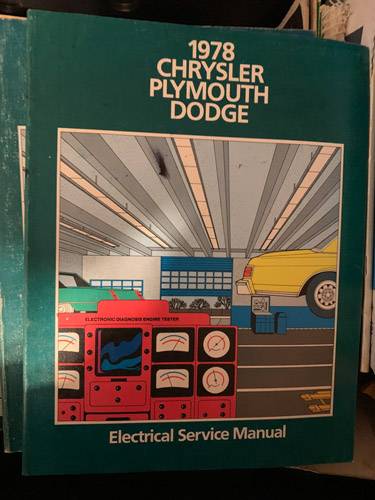 1978
CHRYSLER
PLYMOUTH
DODGE
ELECTRONIC DIAGNOSIS ENGINE TESTER
Electrical Service Manual